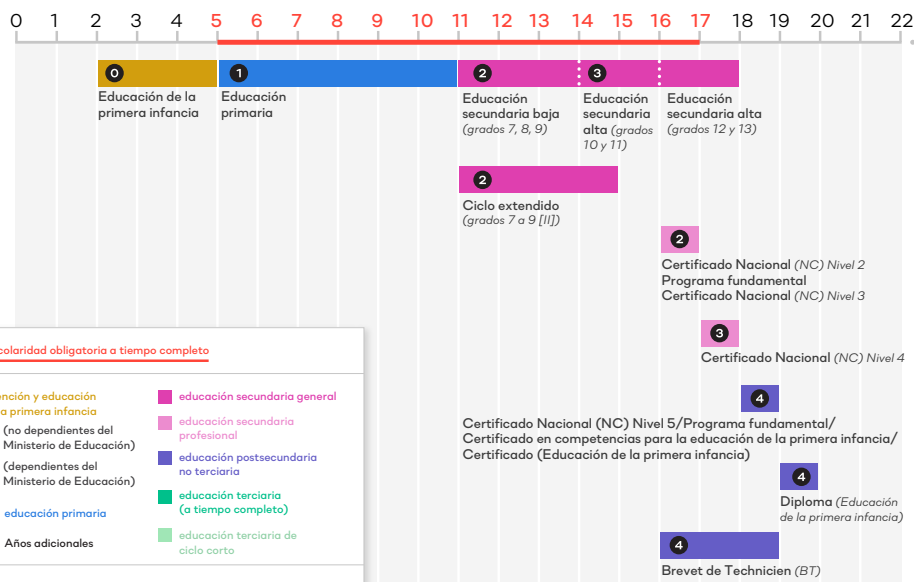 0 1 2 3 4 5 6 7 8 9 10 11 12 13 14 15 16 17 18 19 20 21 22
0 1 2 3
Educación de la
primera infancia
Educación
primaria
Educación
secundaria baja
(grados 7, 8, 9)
Educación
secundaria
alta (grados
10 y 11)
Educación
secundaria alta
(grados 12 y 13)
2
Ciclo extendido
(grados 7 a 9 [II])
2
Certificado Nacional (NC) Nivel 2
Programa fundamental
Certificado Nacional (NC) Nivel 3
3
Certificado Nacional (NC) Nivel 4
4
Certificado Nacional (NC) Nivel 5/Programa fundamental/
Certificado en competencias para la educación de la primera infancia/
Certificado (Educación de la primera infancia)
4
Diploma (Educación
de la primera infancia)
4
Brevet de Technicien (BT)
colaridad obligatoria a tiempo completo
nción y educación
a primera infancia
(no dependientes del
Ministerio de Educación)
(dependientes del
Ministerio de Educación)
educación primaria
Años adicionales
educación secundaria general
educación secundaria
profesional
educación postsecundaria
no terciaria
educación terciaria
(a tiempo completo)
educación terciaria de
ciclo corto